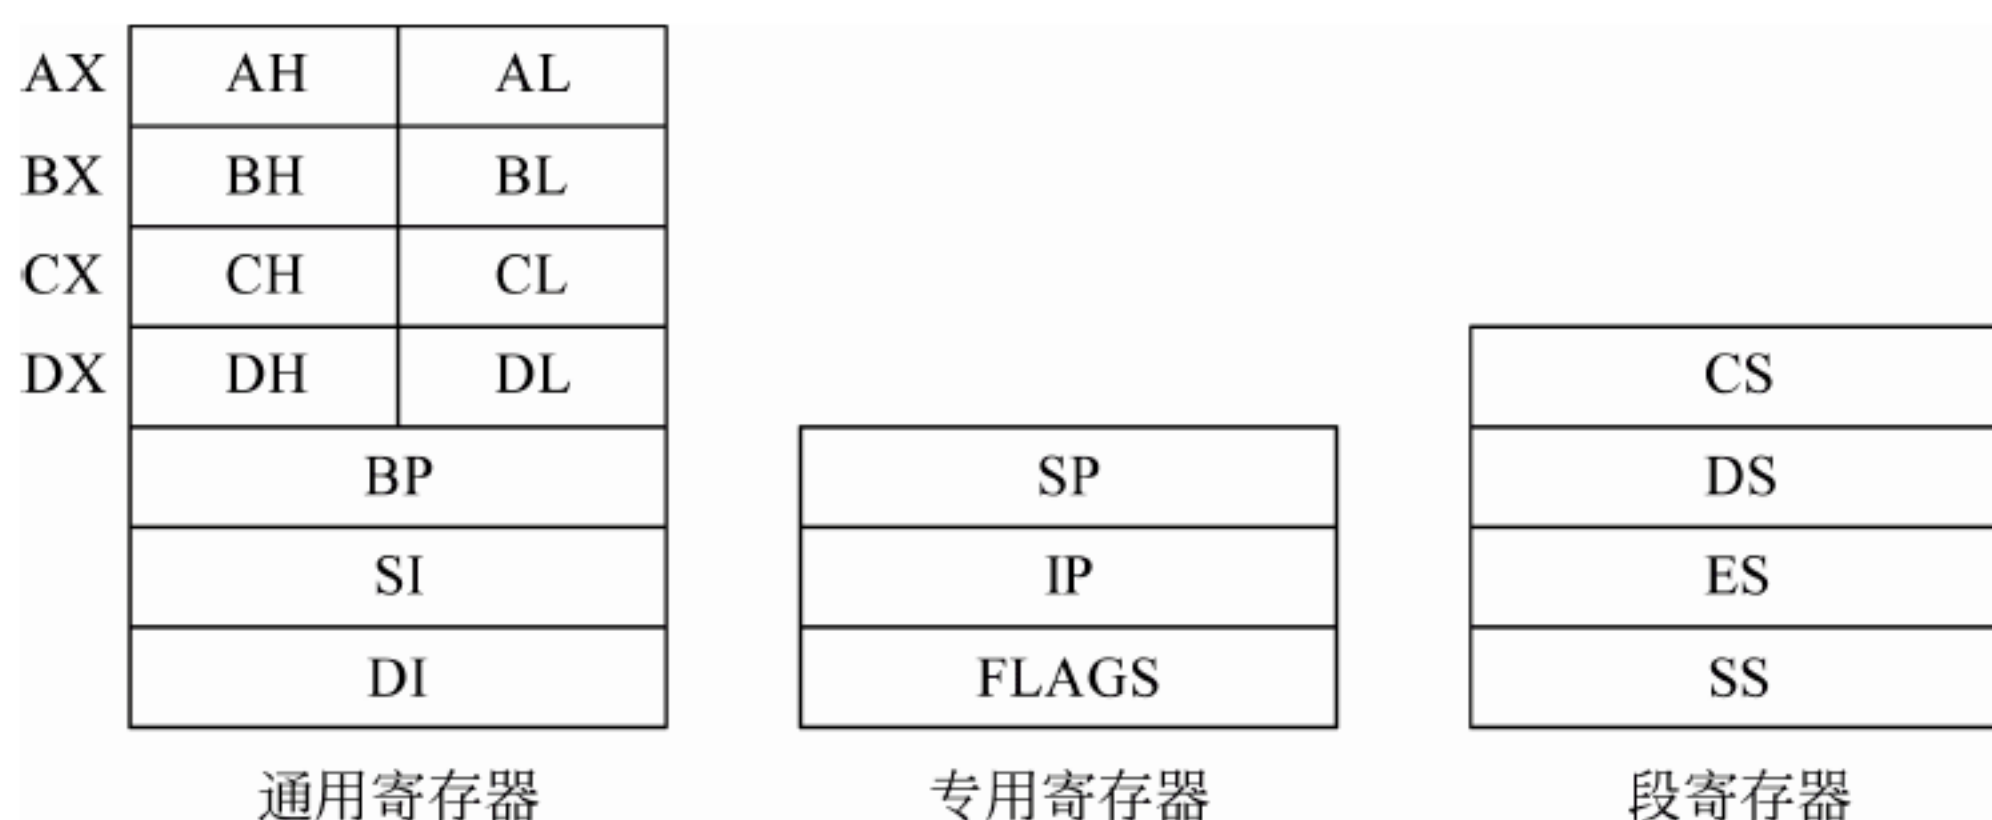 AX AH AL
BX BH BL
CX CH CL
DX DH DL CS
BP SP DS
SI IP ES
DI FLAGS SS
通用寄存器 专用寄存器 段寄存器